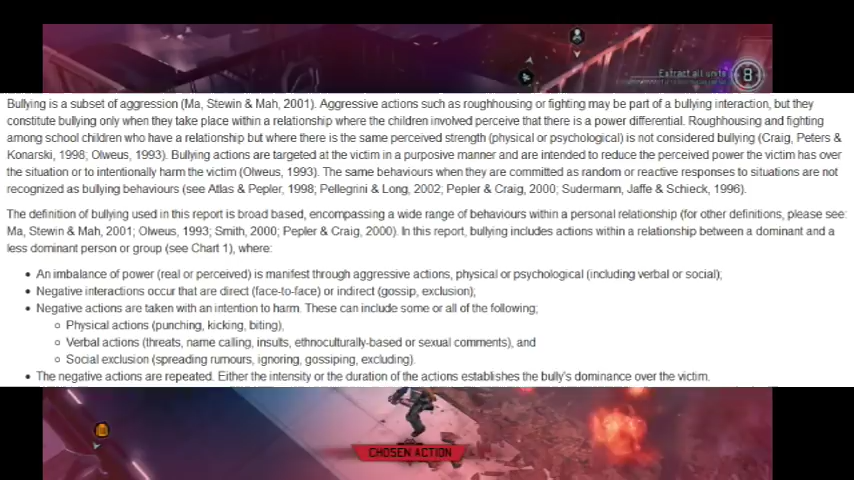 Extract all units
8
Bullying is a subset of aggression (Ma, Stewin & Mah, 2001). Aggressive actions such as roughhousing or fighting may be part of a bullying interaction, but they
constitute bullying only when they take place within a relationship where the children involved perceive that there is a power differential. Roughhousing and fighting
among school children who have a relationship but where there is the same perceived strength (physical or psychological) is not considered bullying (Craig, Peters &
Konarski, 1998; Olweus, 1993). Bullying actions are targeted at the victim in a purposive manner and are intended to reduce the perceived power the victim has over
the situation or to intentionally harm the victim (Olweus, 1993). The same behaviours when they are committed as random or reactive responses to situations are not
recognized as bullying behaviours (see Atlas & Pepler, 1998; Pellegrini & Long, 2002; Pepler & Craig, 2000; Sudermann, Jaffe & Schieck, 1996).
The definition of bullying used in this report is broad based, encompassing a wide range of behaviours within a personal relationship (for other definitions, please see:
Ma, Stewin & Mah, 2001; Olweus, 1993; Smith, 2000; Pepler & Craig, 2000). In this report, bullying includes actions within a relationship between a dominant and a
less dominant person or group (see Chart 1), where:
• An imbalance of power (real or perceived) is manifest through aggressive actions, physical or psychological (including verbal or social);
• Negative interactions occur that are direct (face-to-face) or indirect (gossip, exclusion);
• Negative actions are taken with an intention to harm. These can include some or all of the following;
○ Physical actions (punching, kicking, biting),
○ Verbal actions (threats, name calling, insults, ethnoculturally-based or sexual comments), and
○ Social exclusion (spreading rumours, ignoring, gossiping, excluding).
• The negative actions are repeated. Either the intensity or the duration of the actions establishes the bully's dominance over the victim.
CHOSEN ACTION